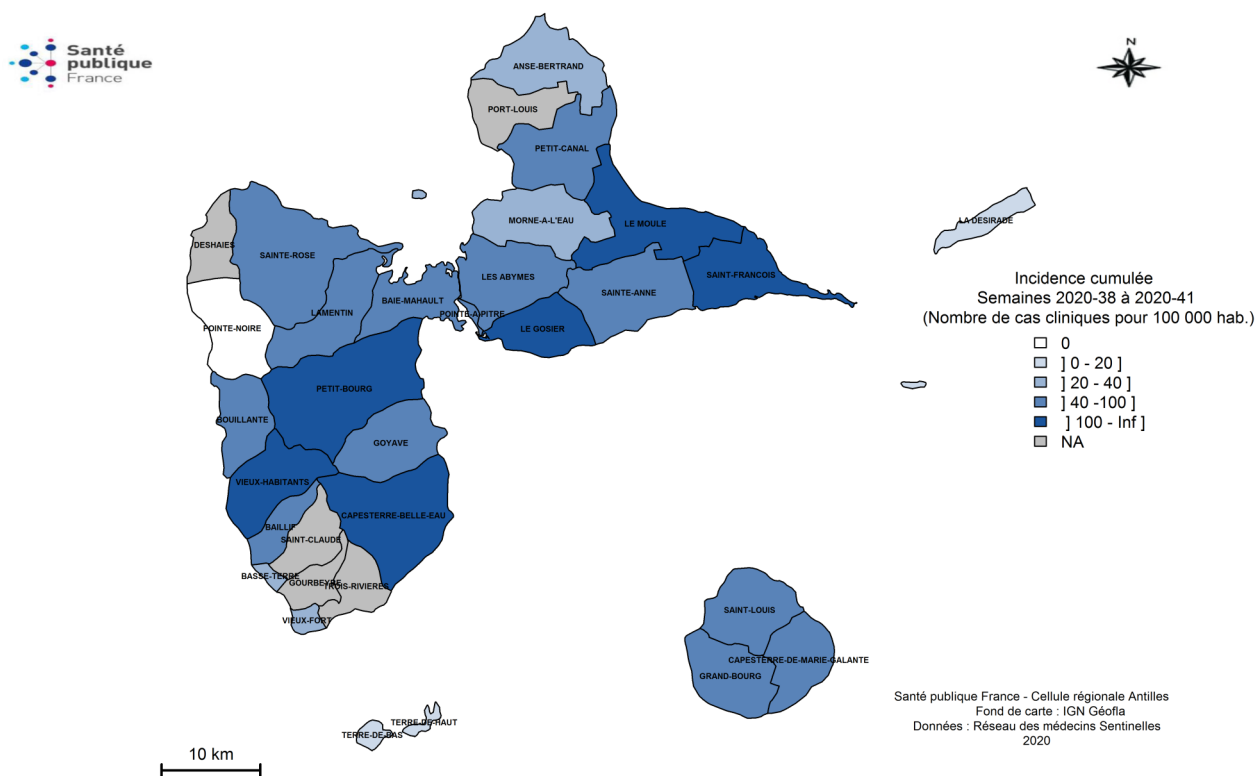 Santé
publique
France
N
ANSE-BERTRAND
PORT-LOUIS
PETIT-CANAL
MORNE-A-L'EAU
LE MOULE
LA DESIRADE
DESHAIES
SAINTE-ROSE
LES ABYMES
SAINT-FRANCOIS
SAINTE-ANNE
BAIE-MAHAULT
LAMENTIN
POINTE-A-PITRE
POINTE-NOIRE
LE GOSIER
Incidence cumulée
Semaines 2020-38 à 2020-41
(Nombre de cas cliniques pour 100 000 hab.)
0
] 0 - 20 ]
] 20 - 40 ]
] 40 -100 ]
] 100 - Inf ]
NA
PETIT-BOURG
BOUILLANTE
GOYAVE
VIEUX-HABITANTS
CAPESTERRE-BELLE-EAU
BAILLIF
SAINT-CLAUDE
BASSE-TERRE
GOURBEYRE
TROIS-RIVIERES
VIEUX-FORT
SAINT-LOUIS
CAPESTERRE-DE-MARIE-GALANTE
GRAND-BOURG
TERRE-DE-HAUT
TERRE-DE-BAS
Santé publique France - Cellule régionale Antilles
Fond de carte : IGN Géofla
Données : Réseau des médecins Sentinelles
2020
10 km